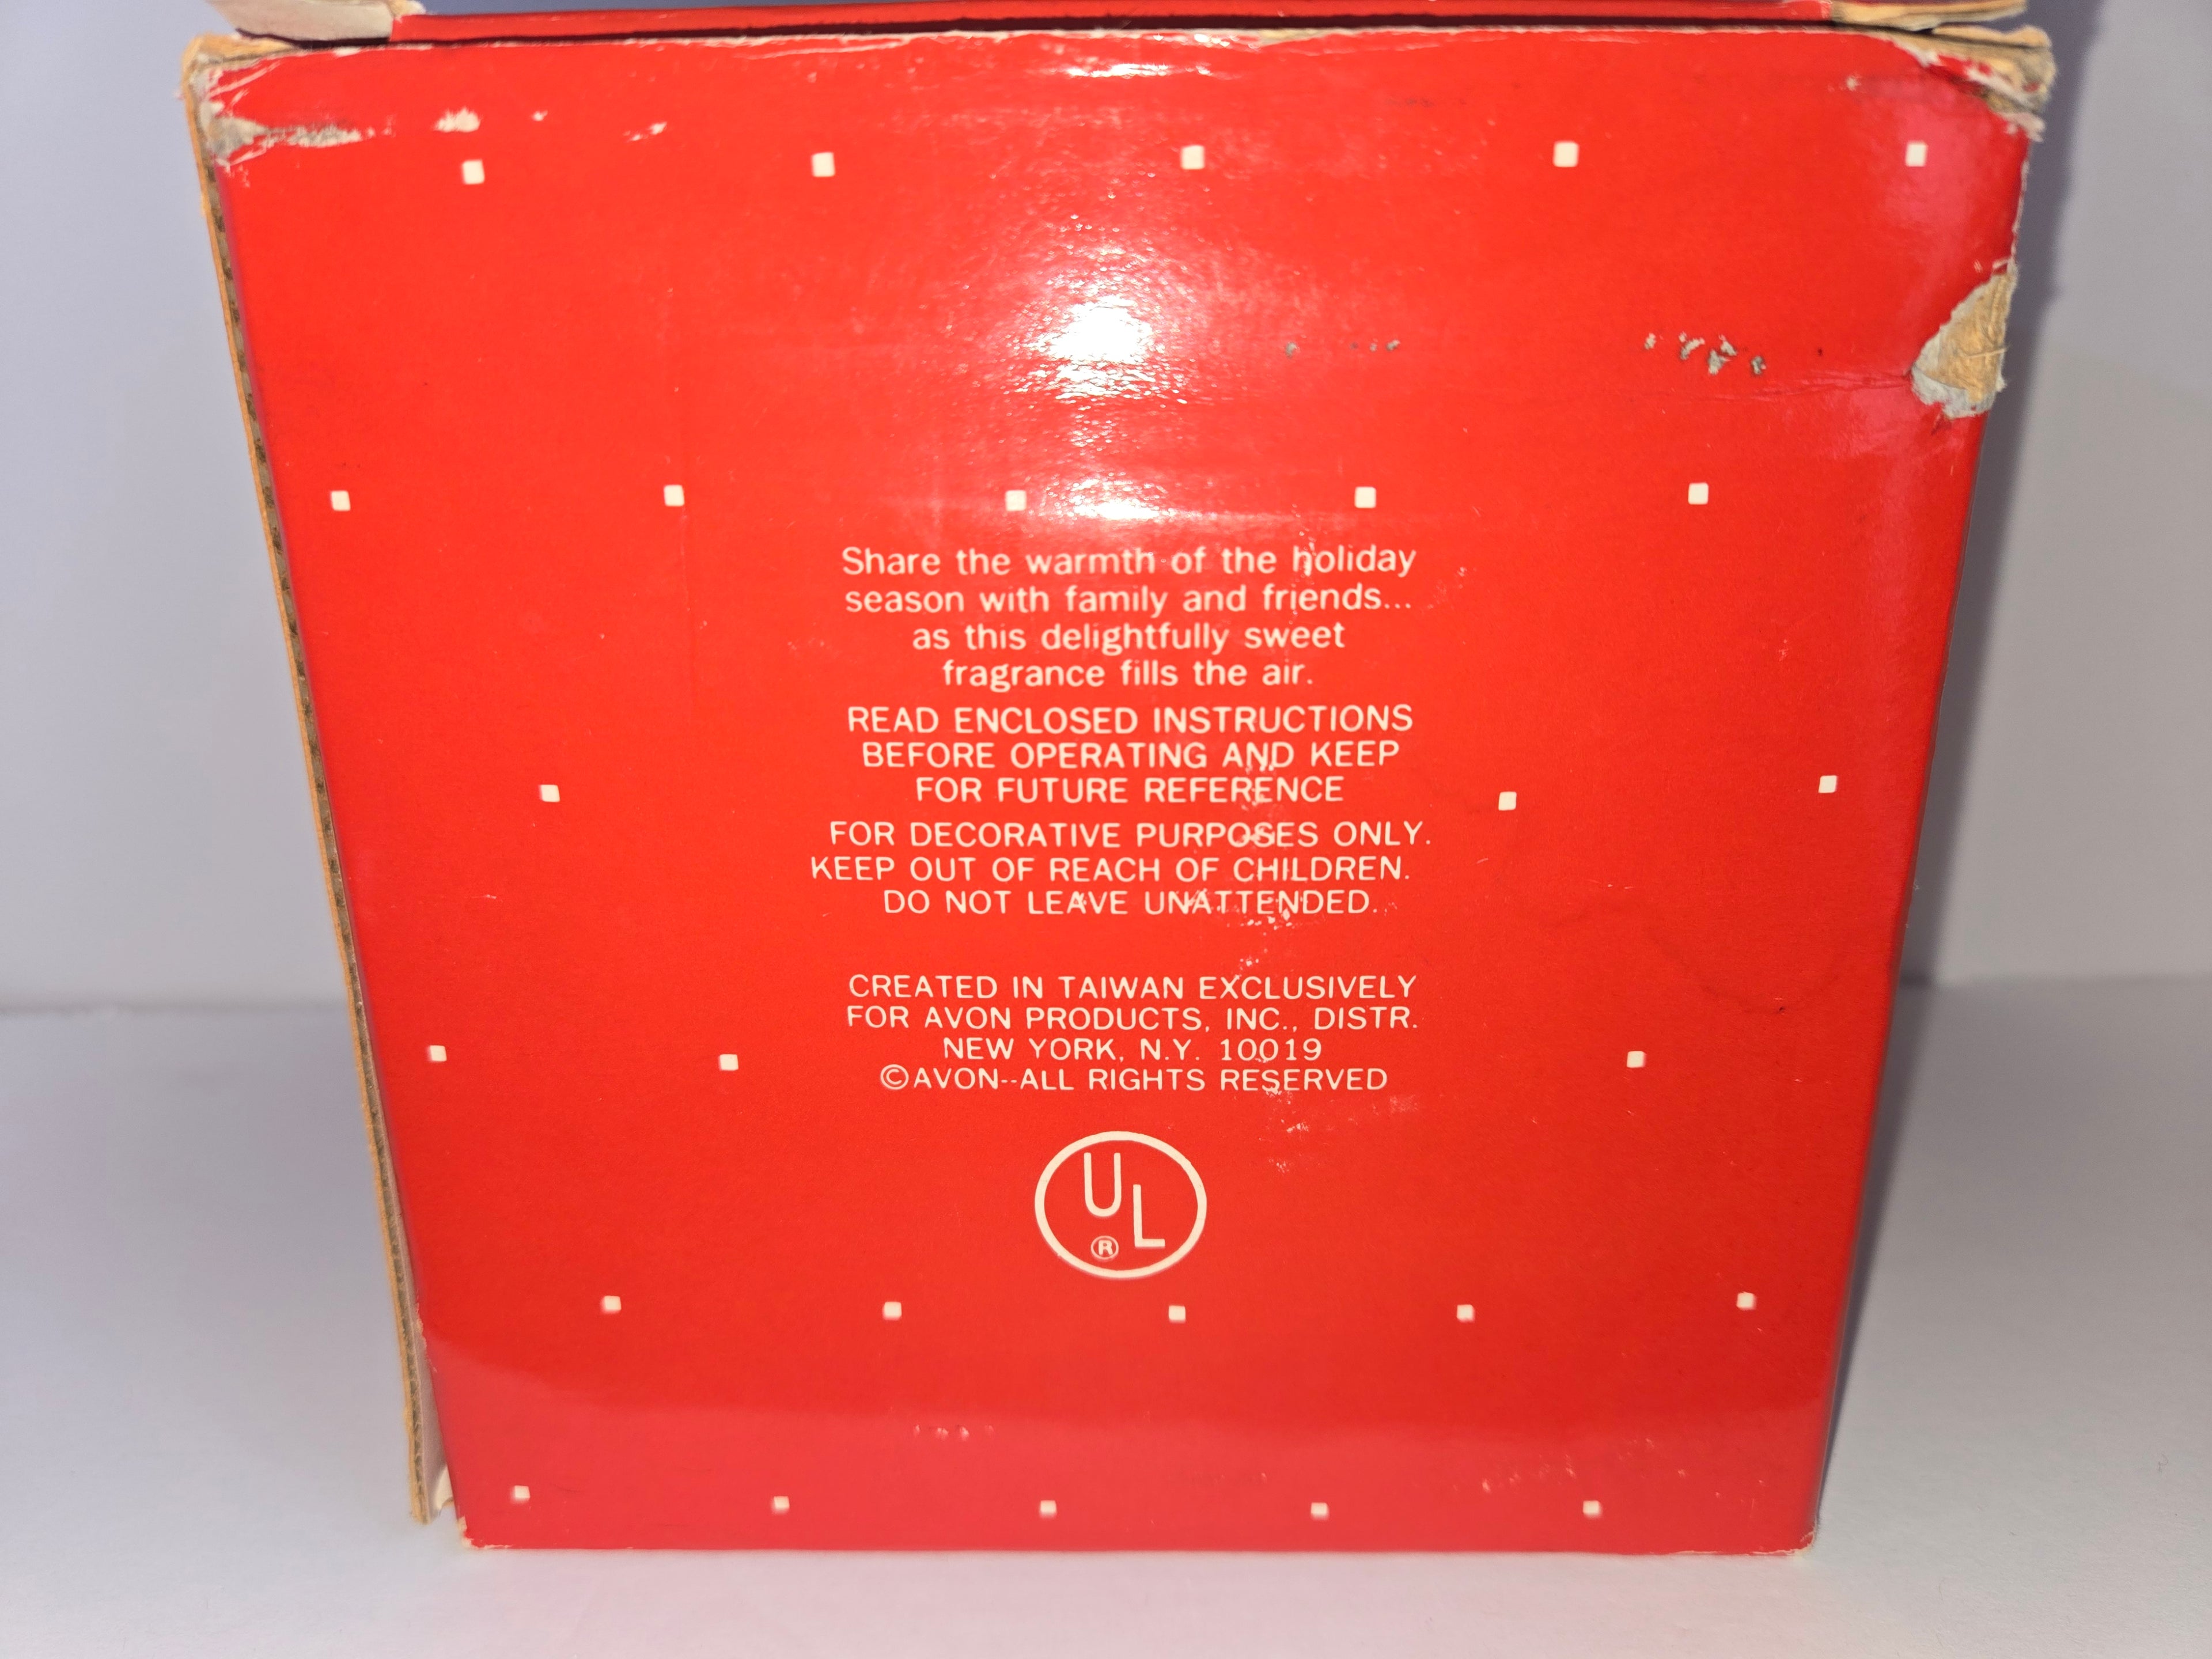 Share the warmth of the holiday
season with family and friends...
as this delightfully sweet
fragrance fills the air.
READ ENCLOSED INSTRUCTIONS
BEFORE OPERATING AND KEEP
FOR FUTURE REFERENCE
FOR DECORATIVE PURPOSES ONLY.
KEEP OUT OF REACH OF CHILDREN.
DO NOT LEAVE UNATTENDED.
CREATED IN TAIWAN EXCLUSIVELY
FOR AVON PRODUCTS, INC., DISTR.
NEW YORK, N.Y. 10019
©AVON--ALL RIGHTS RESERVED
UL
®